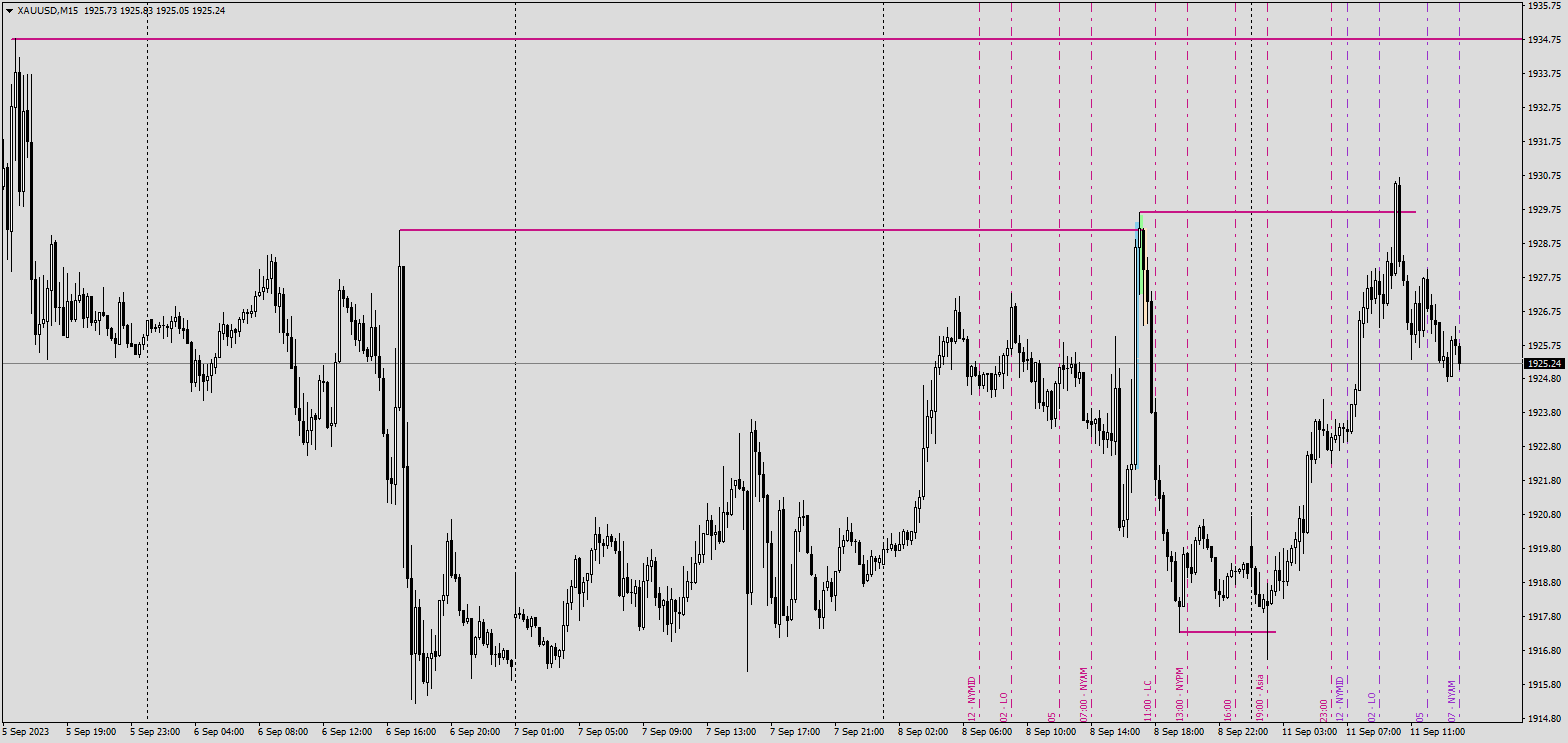 XAUUSD,M15 1925.73 1925.83 1925.05 1925.24
1935.75
1934.75
1933.75
1932.75
1931.75
1930.75
1929.75
1928.75
1927.75
1926.75
1925.75
1925.24
1924.80
1923.80
1922.80
1921.80
1920.80
1919.80
1918.80
1917.80
1916.80
1915.80
1914.80
12 - NYMID
02 - LO
05
07:00 - NYAM
11:00 - LC
13:00 - NYPM
16:00
19:00 - Asia
23:00
12 - NYMID
02 - LO
05
07 - NYAM
5 Sep 2023
5 Sep 19:00
5 Sep 23:00
6 Sep 04:00
6 Sep 08:00
6 Sep 12:00
6 Sep 16:00
6 Sep 20:00
7 Sep 01:00
7 Sep 05:00
7 Sep 09:00
7 Sep 13:00
7 Sep 17:00
7 Sep 21:00
8 Sep 02:00
8 Sep 06:00
8 Sep 10:00
8 Sep 14:00
8 Sep 18:00
8 Sep 22:00
11 Sep 03:00
11 Sep 07:00
11 Sep 11:00